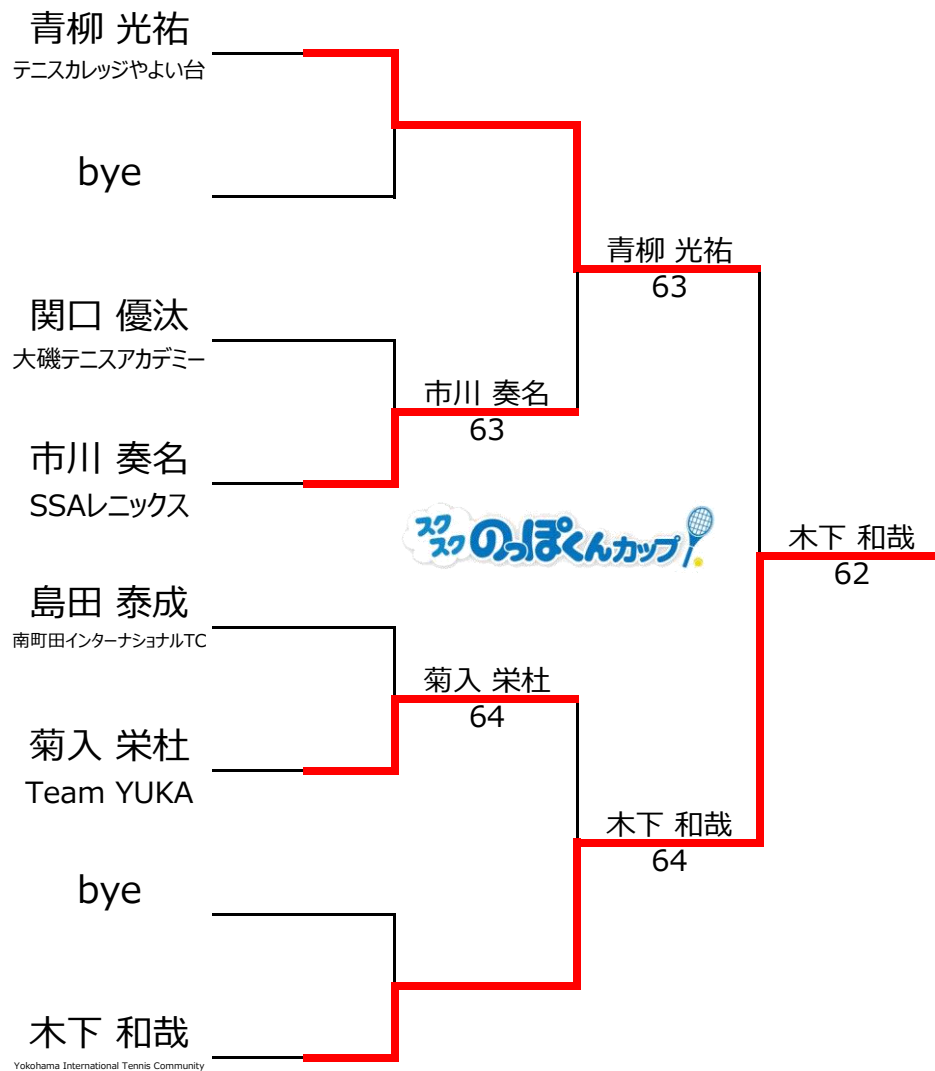 青柳 光祐
テニスカレッジやよい台
bye
青柳 光祐
63
関口 優汰
大磯テニスアカデミー
市川 奏名
63
市川 奏名
SSAレニックス
スクスク のっぽくんカップ
木下 和哉
62
島田 泰成
南町田インターナショナルTC
菊入 栄杜
64
菊入 栄杜
Team YUKA
木下 和哉
64
bye
木下 和哉
Yokohama International Tennis Community